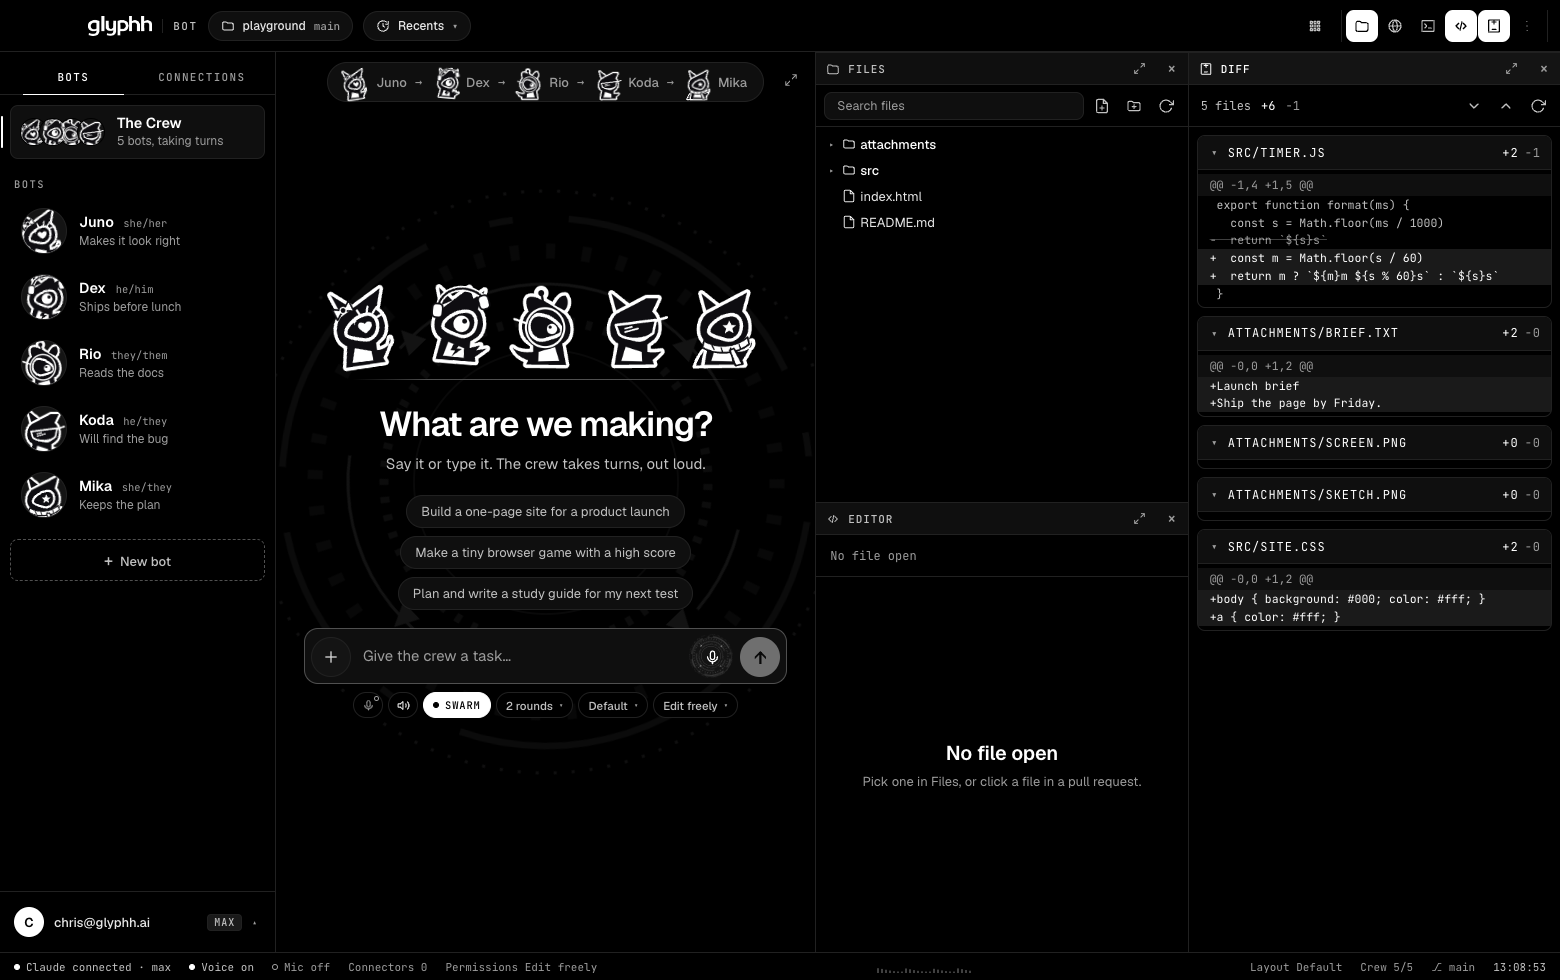 glyphh BOT playground main Recents
BOTS CONNECTIONS
The Crew
5 bots, taking turns
BOTS
Juno she/her
Makes it look right
Dex he/him
Ships before lunch
Rio they/them
Reads the docs
Koda he/they
Will find the bug
Mika she/they
Keeps the plan
+ New bot
C chris@glyphh.ai MAX
Juno → Dex → Rio → Koda → Mika
What are we making?
Say it or type it. The crew takes turns, out loud.
Build a one-page site for a product launch
Make a tiny browser game with a high score
Plan and write a study guide for my next test
Give the crew a task...
SWARM 2 rounds Default Edit freely
FILES
Search files
attachments
src
index.html
README.md
EDITOR
No file open
No file open
Pick one in Files, or click a file in a pull request.
DIFF
5 files +6 -1
SRC/TIMER.JS +2 -1
@@ -1,4 +1,5 @@
export function format(ms) {
const s = Math.floor(ms / 1000)
- return `${s}s`
+ const m = Math.floor(s / 60)
+ return m ? `${m}m ${s % 60}s` : `${s}s`
}
ATTACHMENTS/BRIEF.TXT +2 -0
@@ -0,0 +1,2 @@
+Launch brief
+Ship the page by Friday.
ATTACHMENTS/SCREEN.PNG +0 -0
ATTACHMENTS/SKETCH.PNG +0 -0
SRC/SITE.CSS +2 -0
@@ -0,0 +1,2 @@
+body { background: #000; color: #fff; }
+a { color: #fff; }
Claude connected · max Voice on Mic off Connectors 0 Permissions Edit freely Layout Default Crew 5/5 main 13:08:53